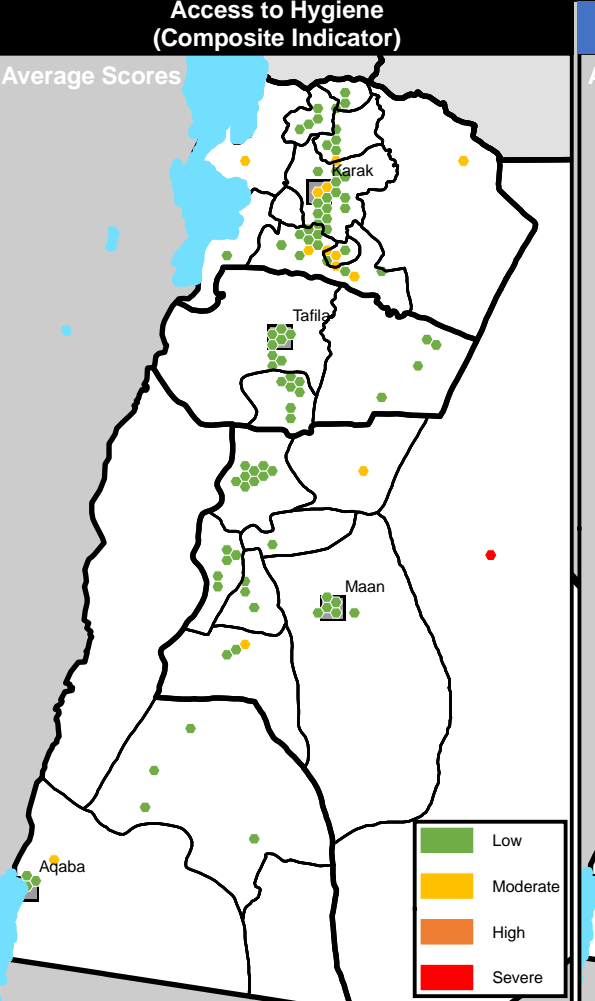 Access to Hygiene
(Composite Indicator)
Average Scores
Karak
Tafila
Maan
Aqaba
Low
Moderate
High
Severe